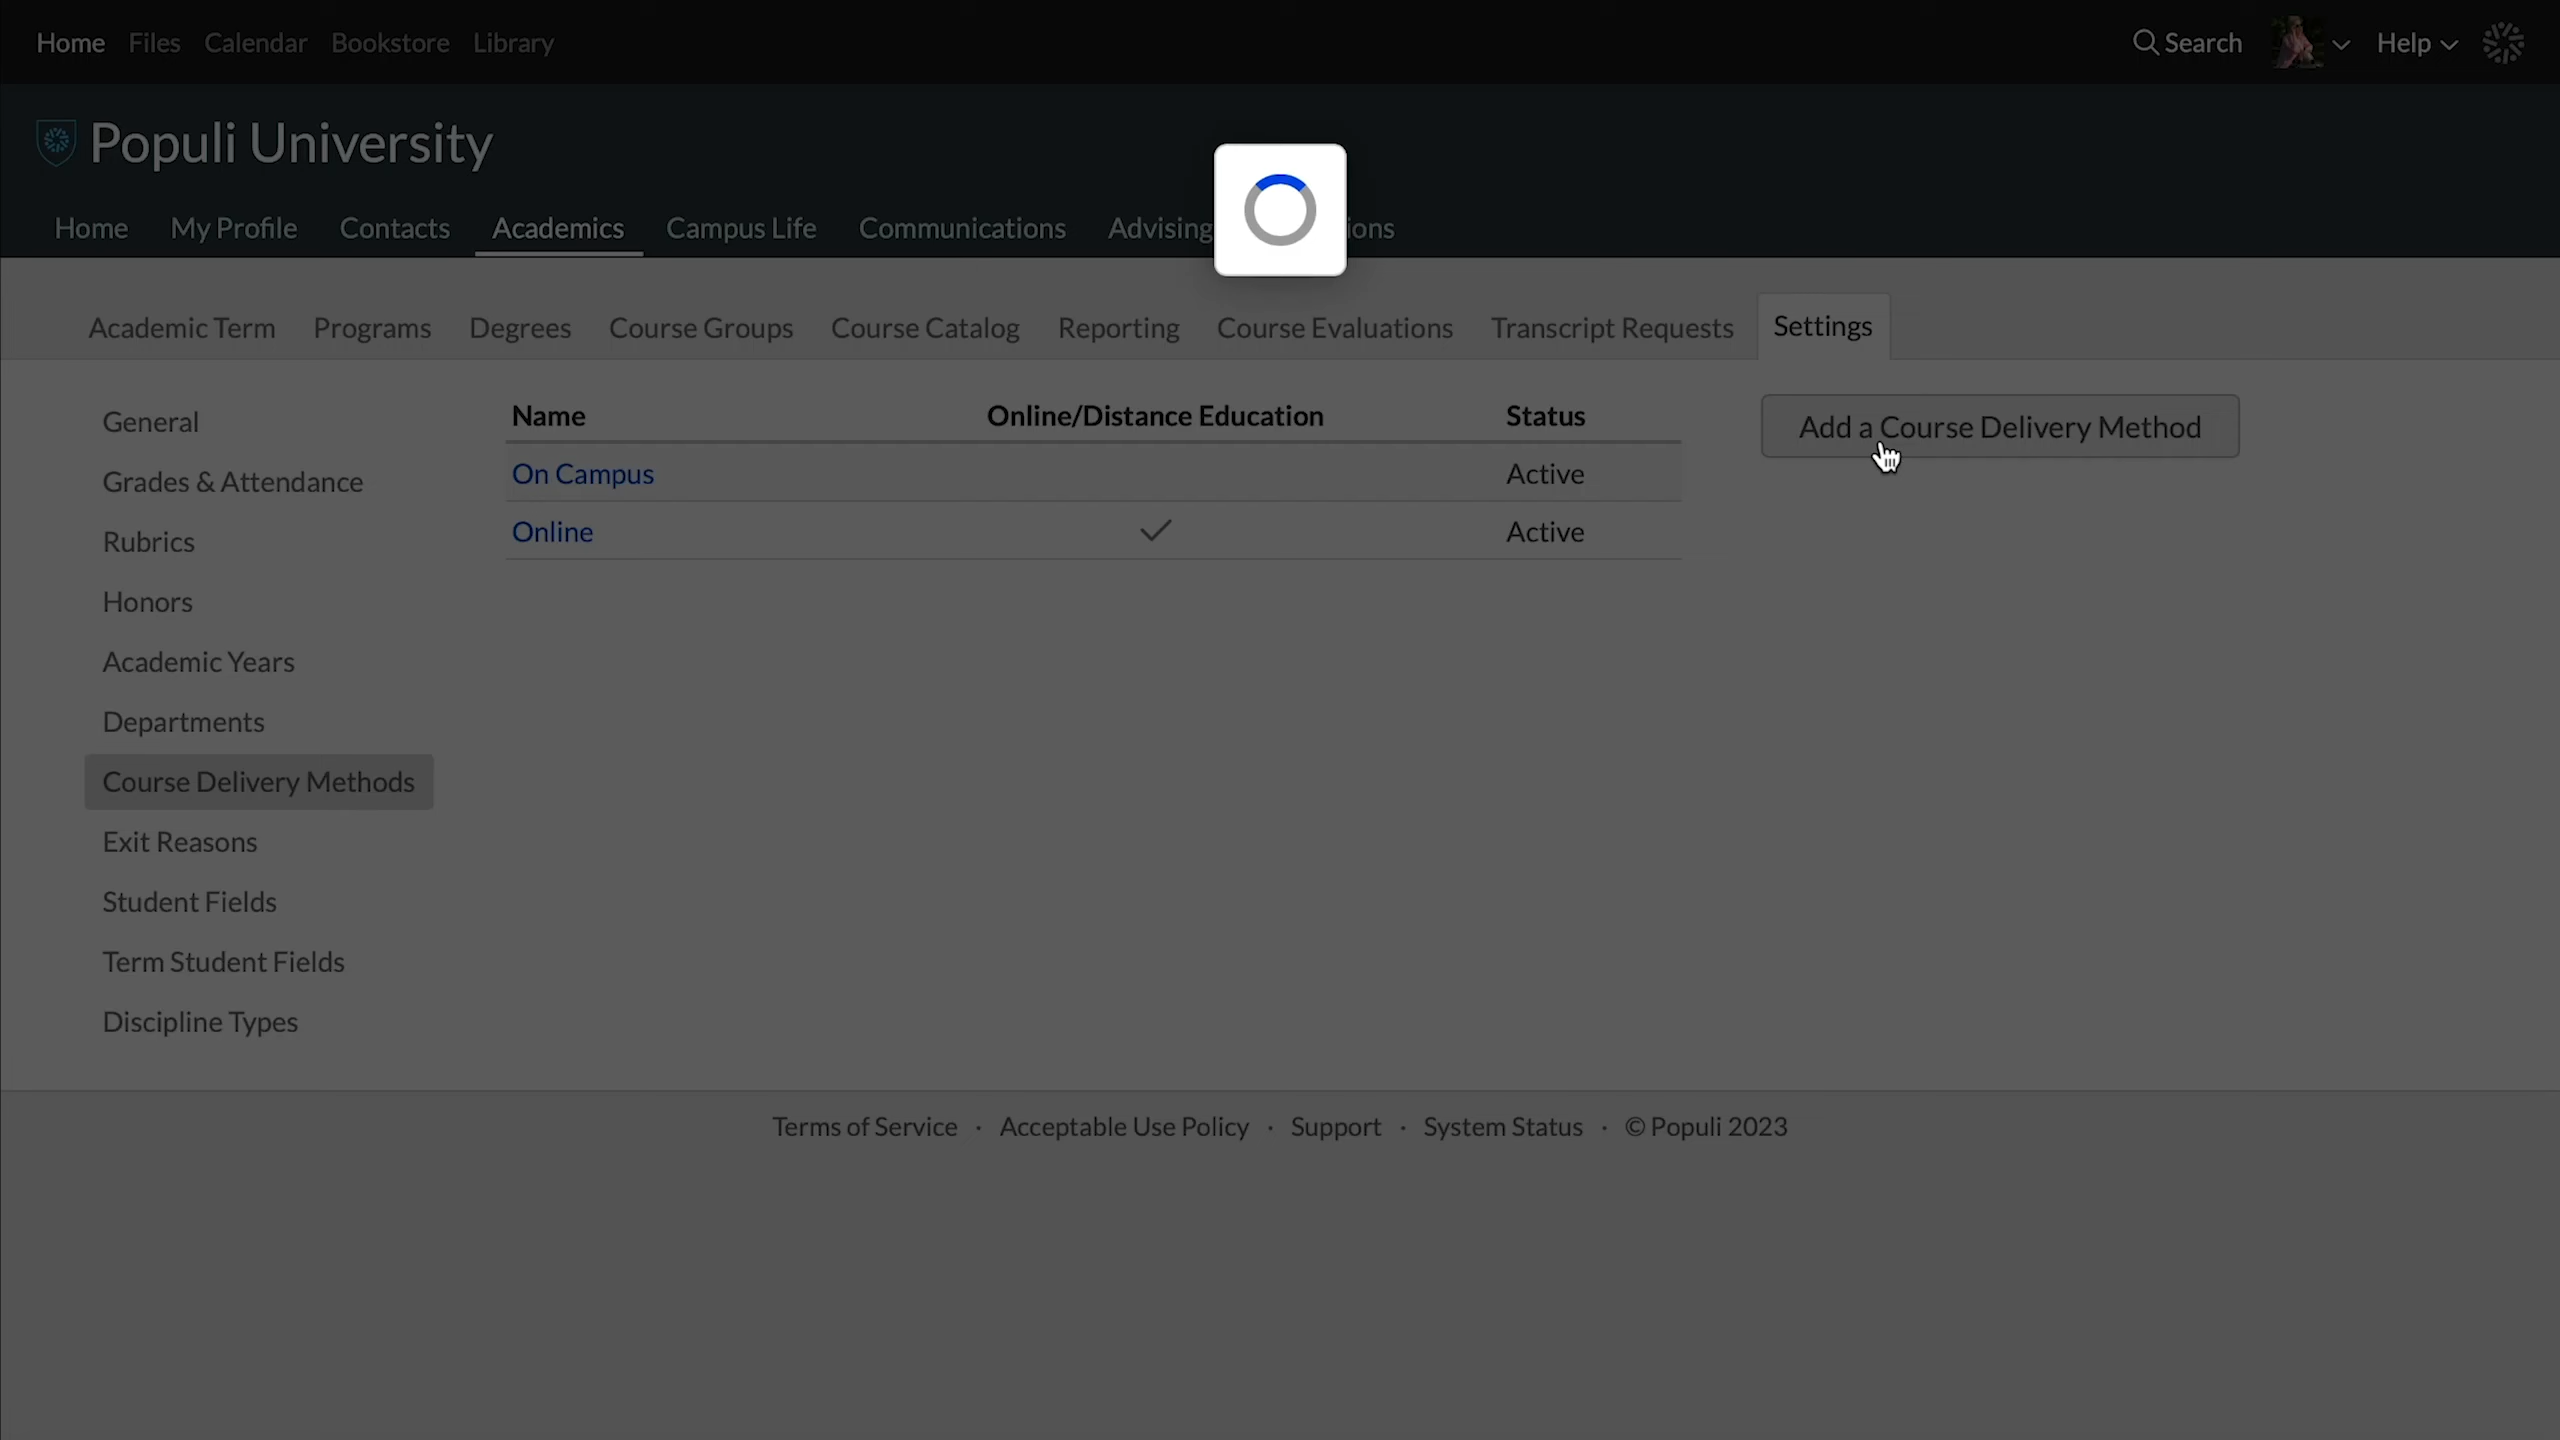 Home Files Calendar Bookstore Library Search Help
Populi University
Home My Profile Contacts Academics Campus Life Communications Advising ions
Academic Term Programs Degrees Course Groups Course Catalog Reporting Course Evaluations Transcript Requests Settings
General
Grades & Attendance
Rubrics
Honors
Academic Years
Departments
Course Delivery Methods
Exit Reasons
Student Fields
Term Student Fields
Discipline Types
Name Online/Distance Education Status
On Campus Active
Online Active
Add a Course Delivery Method
Terms of Service · Acceptable Use Policy · Support · System Status · © Populi 2023